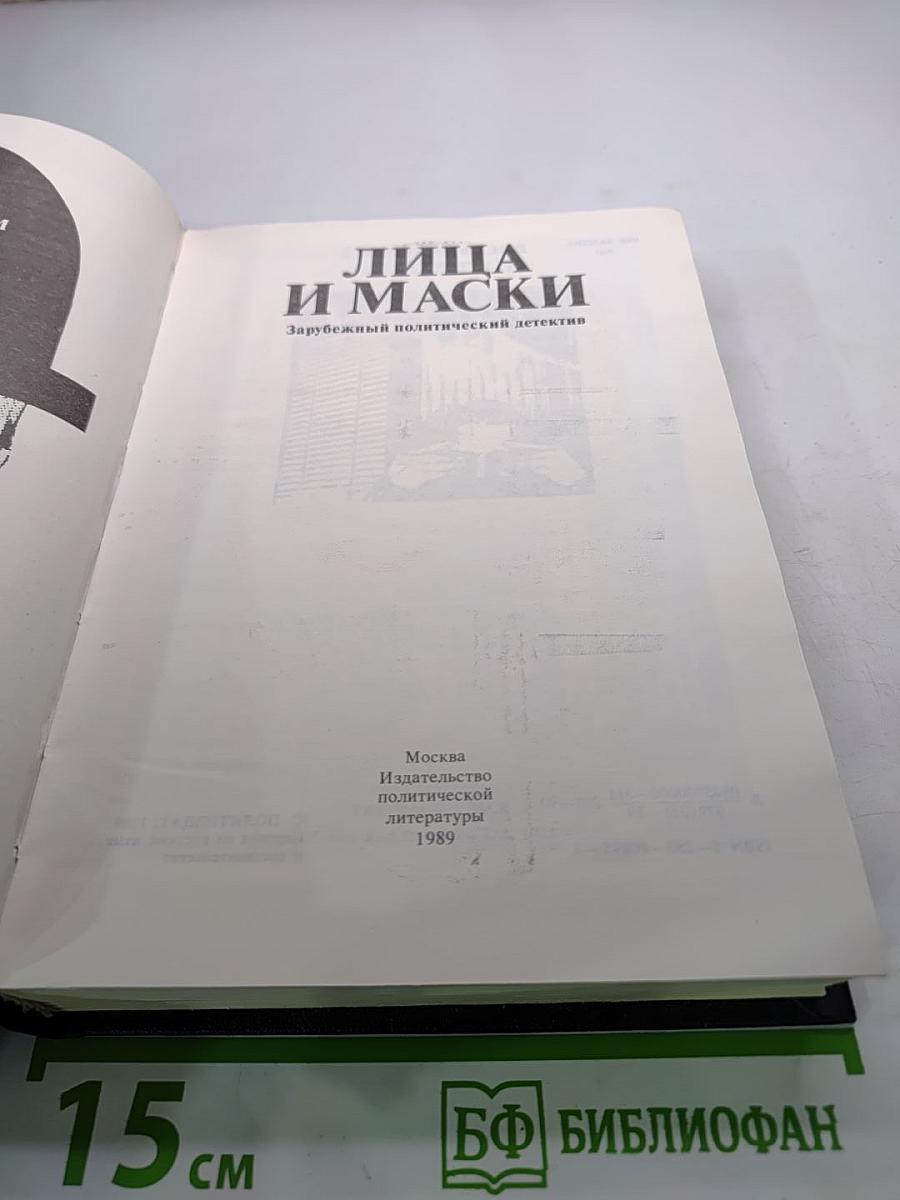 ЛИЦА
И МАСКИ
Зарубежный политический детектив
Москва
Издательство
политической
литературы
1989
15 см
БФ БИБЛИОФАН